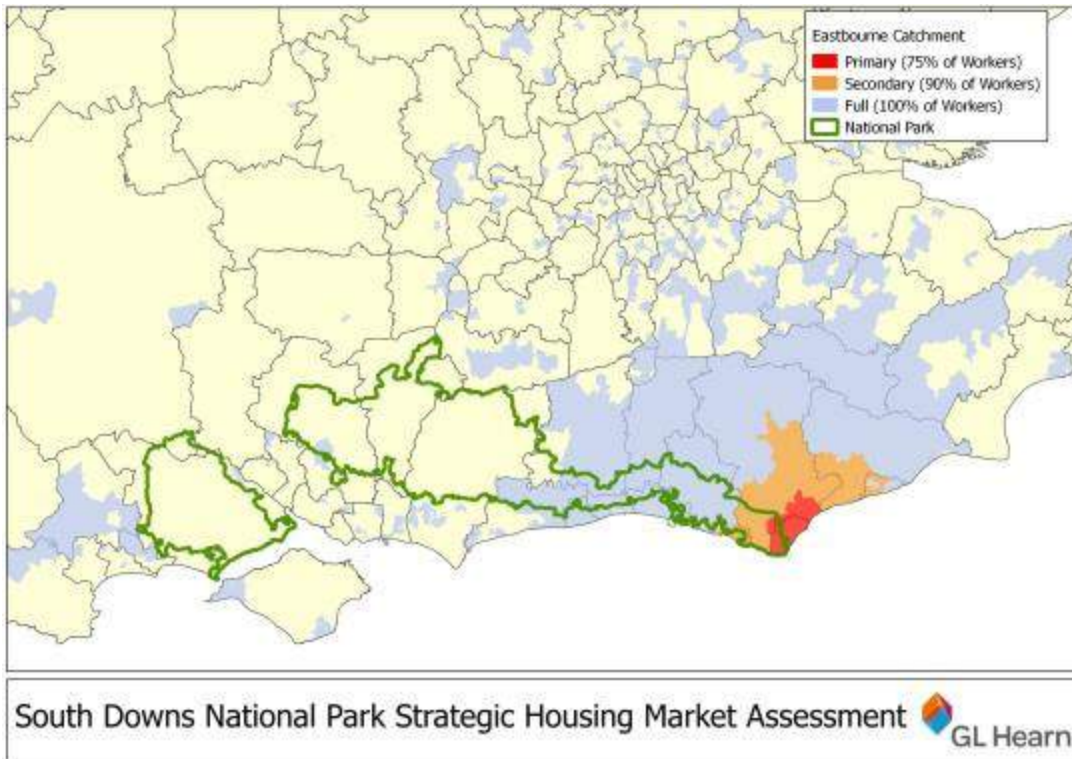 Eastbourne Catchment
Primary (75% of Workers)
Secondary (90% of Workers)
Full (100% of Workers)
National Park
South Downs National Park Strategic Housing Market Assessment
GL Hearn